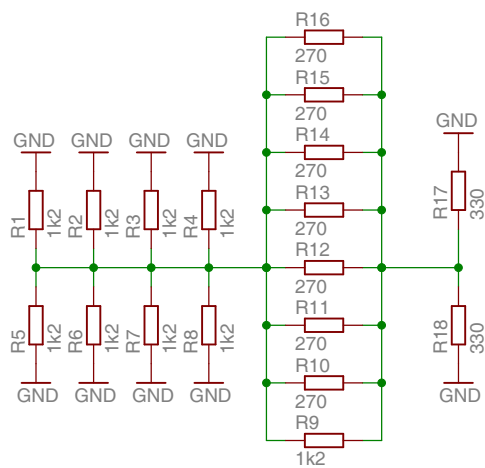 R16
270
R15
270
R14
270
R13
270
R12
270
R11
270
R10
270
R9
1k2
GND GND GND GND
R1 1k2 R2 1k2 R3 1k2 R4 1k2
R5 1k2 R6 1k2 R7 1k2 R8 1k2
GND GND GND GND
GND
R17 330
R18 330
GND